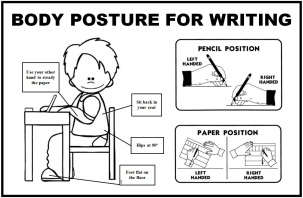 BODY POSTURE FOR WRITING
PENCIL POSITION
LEFT
HANDED
RIGHT
HANDED
Use your other
hand to steady
the paper
Sit back in
your seat
Hips at 90°
Feet flat on
the floor
PAPER POSITION
LEFT
HANDED
RIGHT
HANDED